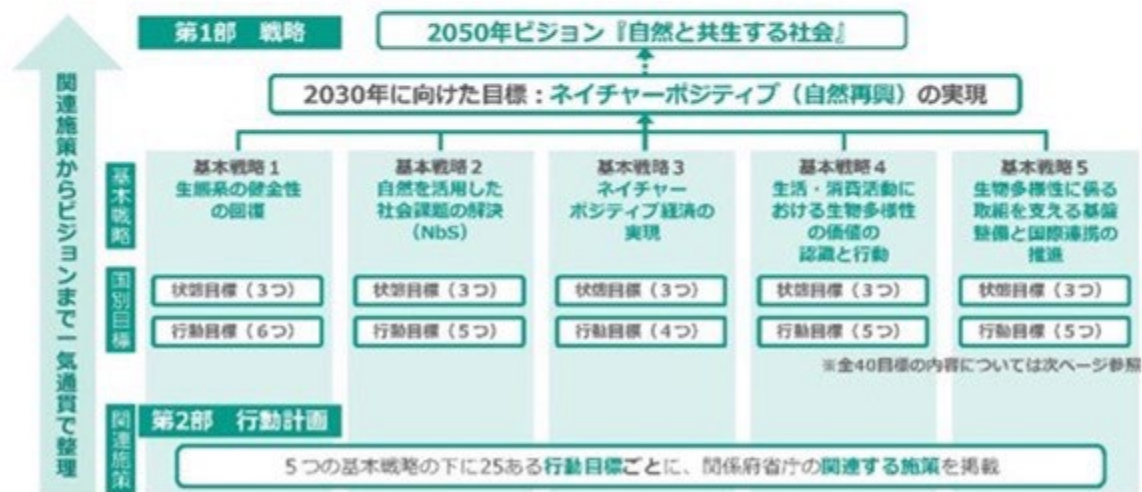 第1部 戦略
2050年ビジョン『自然と共生する社会』
2030年に向けた目標：ネイチャーポジティブ（自然再興）の実現
関連施策からビジョンまで一気通貫で整理
基本戦略
基本戦略1
生態系の健全性
の回復
基本戦略2
自然を活用した
社会課題の解決
（NbS）
基本戦略3
ネイチャー
ポジティブ経済の
実現
基本戦略4
生活・消費活動に
おける生物多様性
の価値の
認識と行動
基本戦略5
生物多様性に係る
取組を支える基盤
整備と国際連携の
推進
国別目標
状態目標（3つ）
状態目標（3つ）
状態目標（3つ）
状態目標（3つ）
状態目標（3つ）
行動目標（6つ）
行動目標（5つ）
行動目標（4つ）
行動目標（5つ）
行動目標（5つ）
※全40目標の内容については次ページ参照
関連施策
第2部 行動計画
5つの基本戦略の下に25ある行動目標ごとに、関係府省庁の関連する施策を掲載